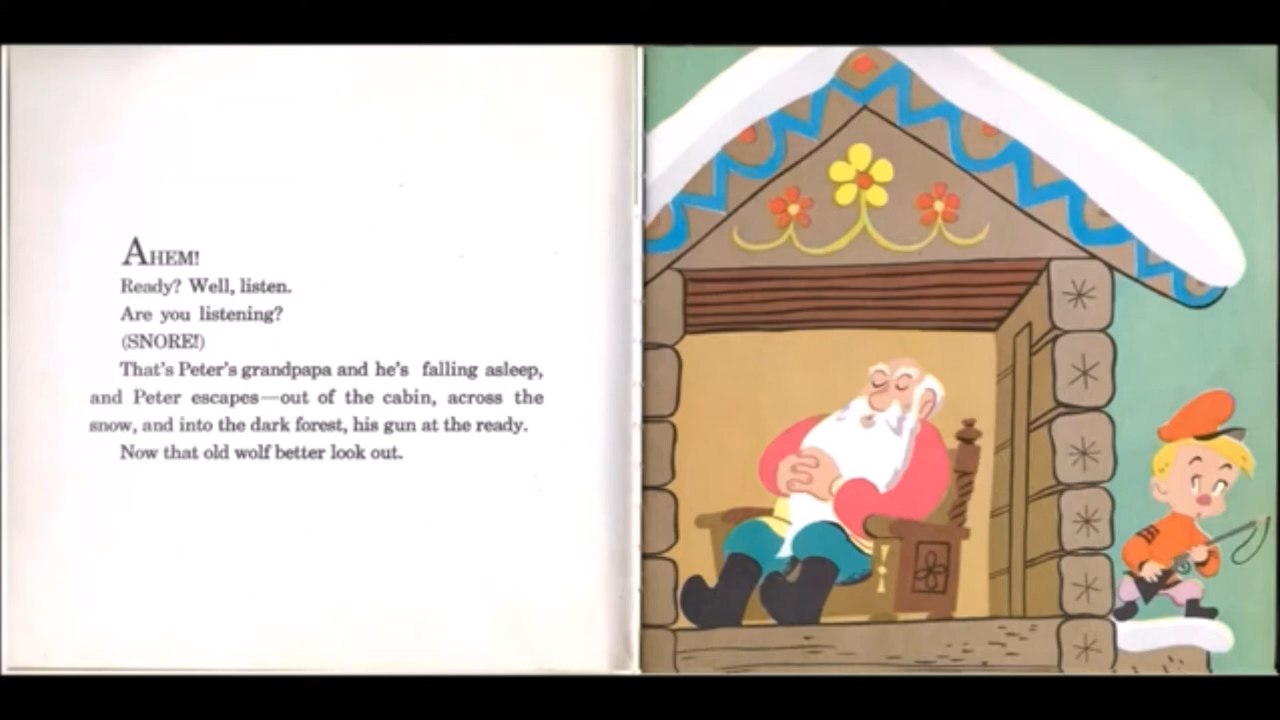 AHEM!
Ready? Well, listen.
Are you listening?
(SNORE!)
That's Peter's grandpapa and he's falling asleep,
and Peter escapes—out of the cabin, across the
snow, and into the dark forest, his gun at the ready.
Now that old wolf better look out.